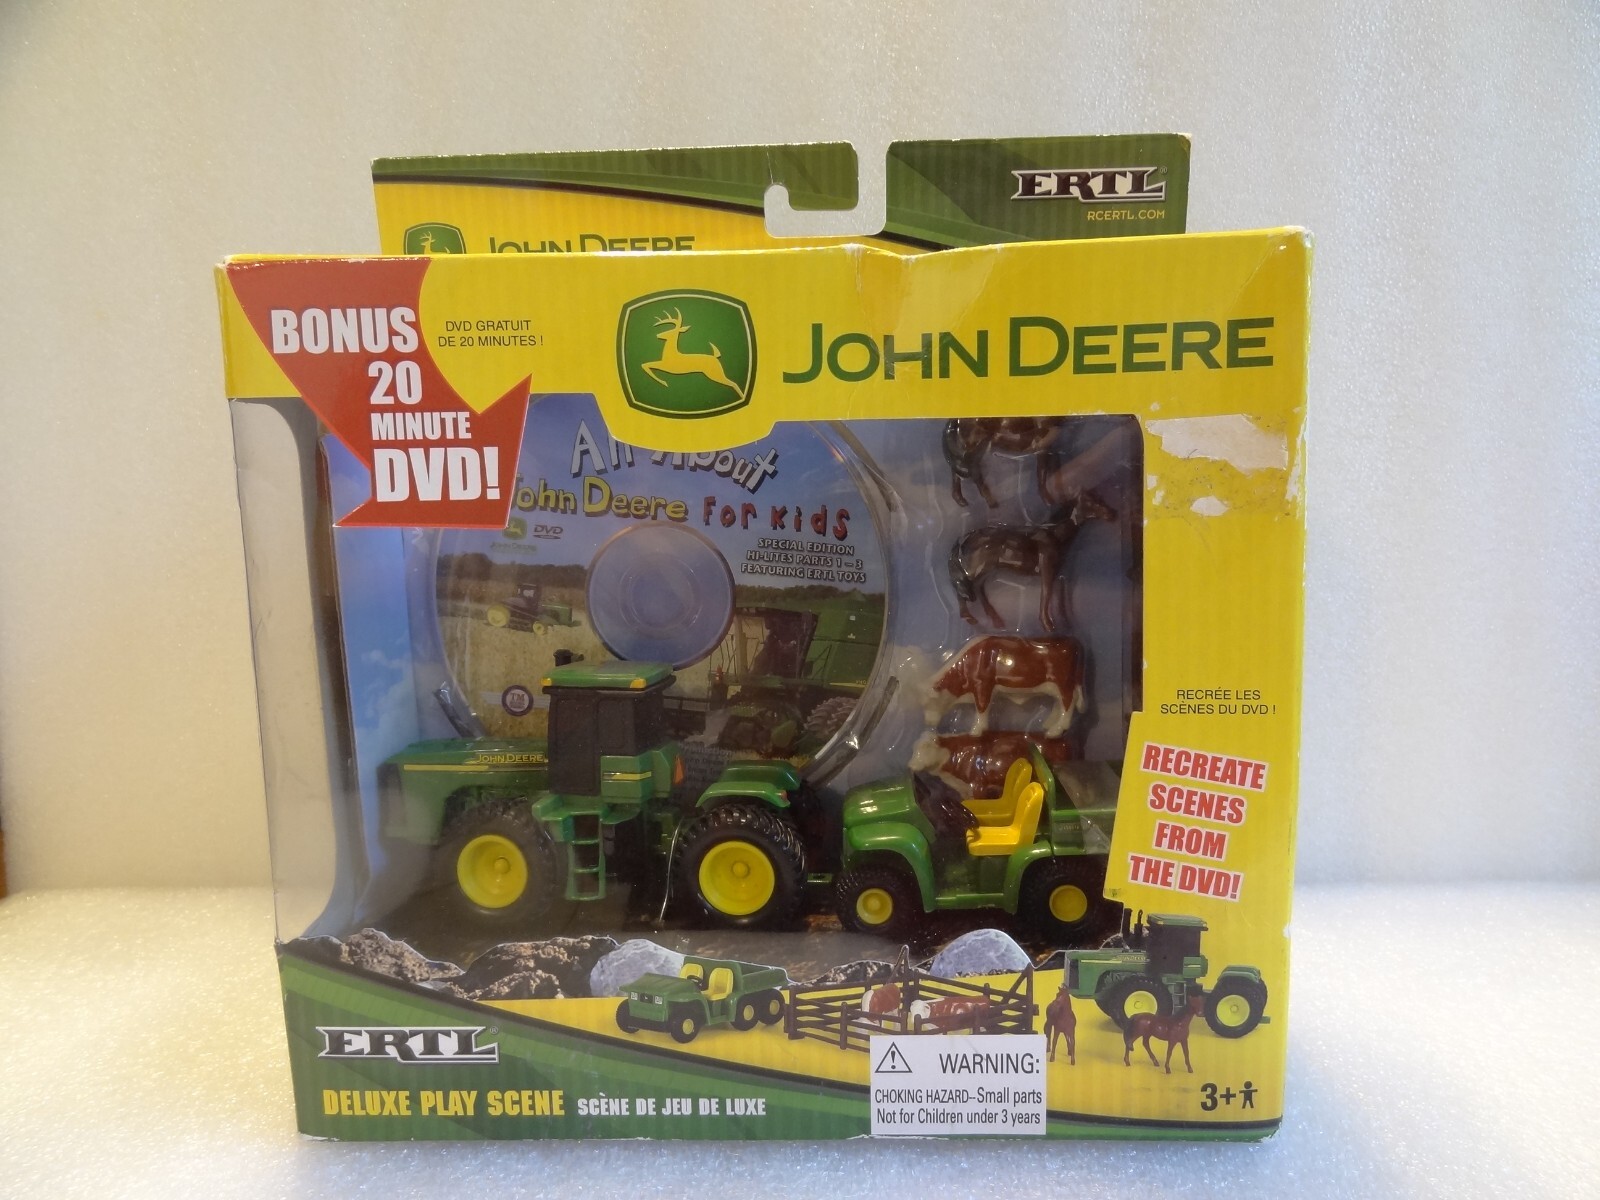 ERTL
RCERTL.COM
JOHN DEERE
BONUS
20
MINUTE
DVD!
DVD GRATUIT
DE 20 MINUTES !
JOHN DEERE
All About
John Deere For Kids
DVD
SPECIAL EDITION
HI-LITES PARTS 1-3
FEATURING ERTL TOYS
JOHN DEERE
RECRÉE LES
SCÈNES DU DVD !
RECREATE
SCENES
FROM
THE DVD!
ERTL
DELUXE PLAY SCENE SCÈNE DE JEU DE LUXE
WARNING:
CHOKING HAZARD–Small parts
Not for Children under 3 years
3+